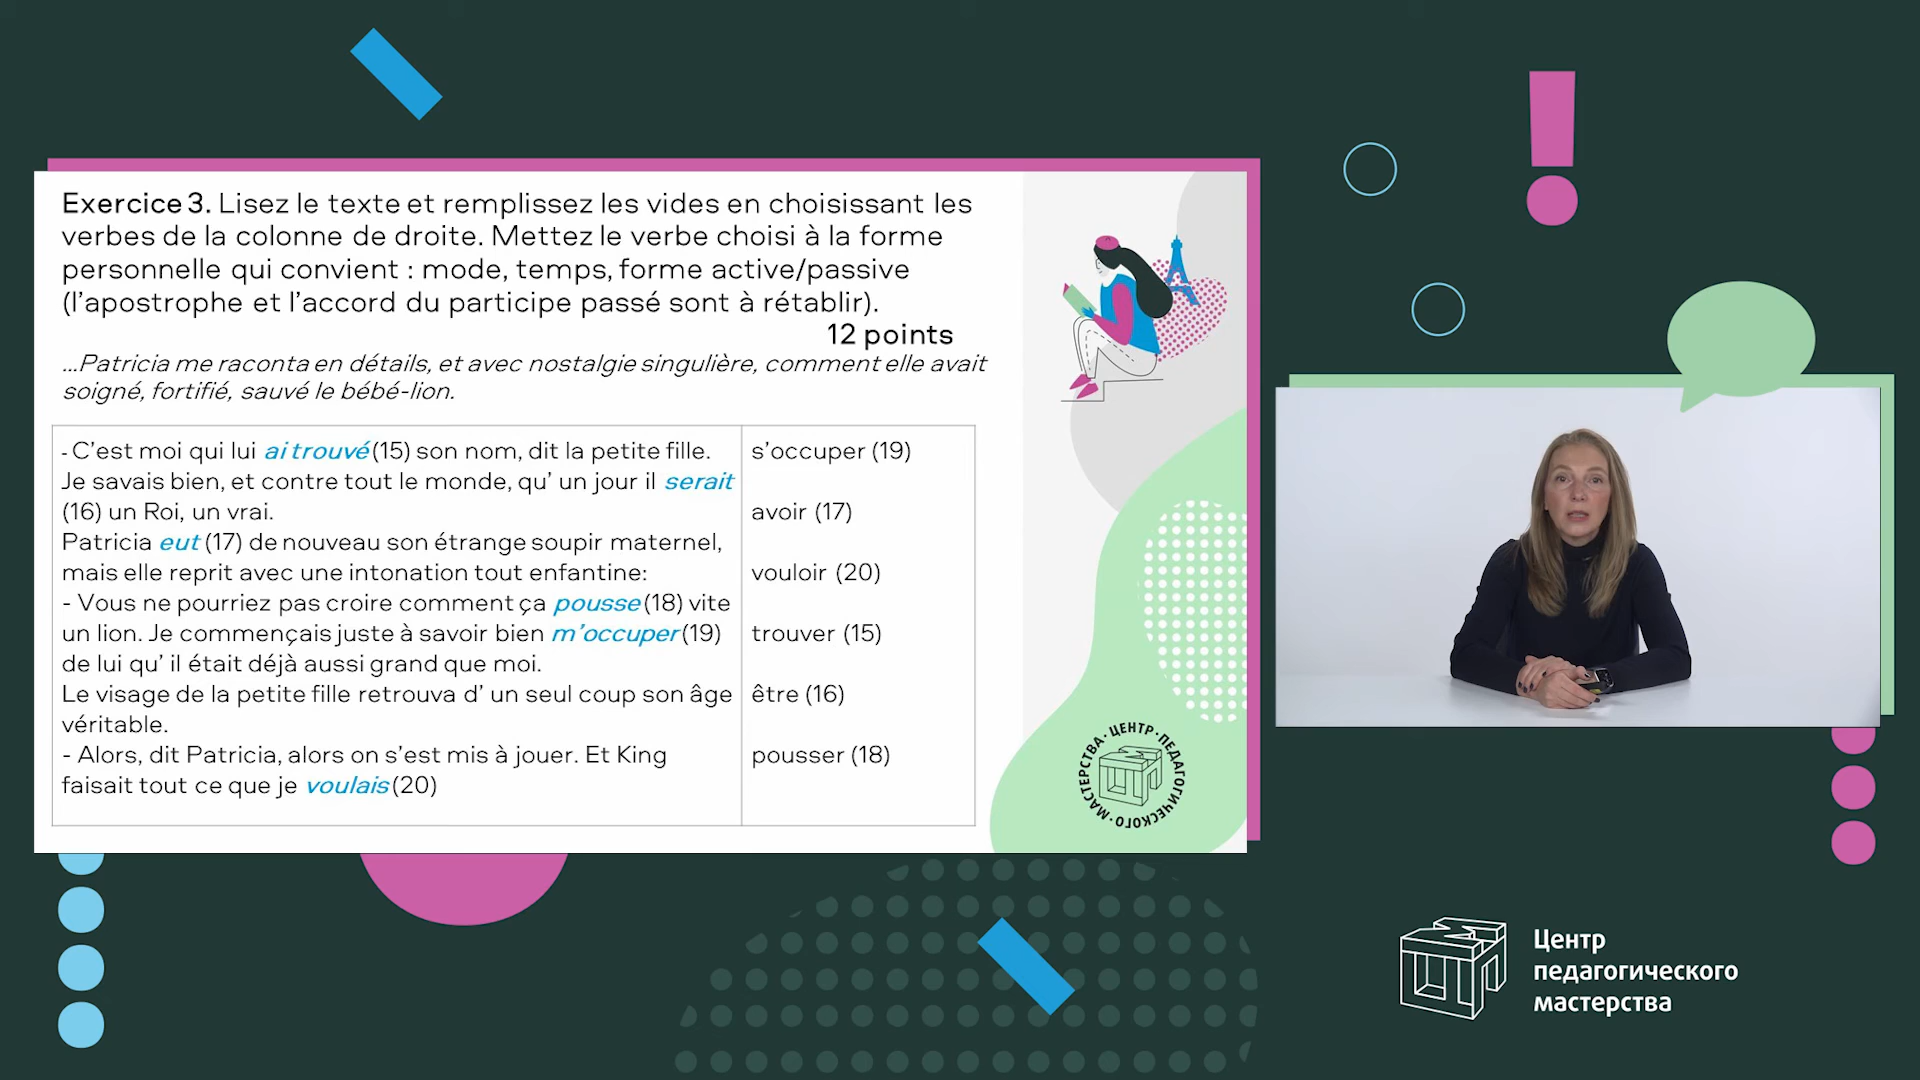 Exercice 3. Lisez le texte et remplissez les vides en choisissant les
verbes de la colonne de droite. Mettez le verbe choisi à la forme
personnelle qui convient : mode, temps, forme active/passive
(l'apostrophe et l'accord du participe passé sont à rétablir).
12 points
...Patricia me raconta en détails, et avec nostalgie singulière, comment elle avait
soigné, fortifié, sauvé le bébé-lion.
- C'est moi qui lui ai trouvé (15) son nom, dit la petite fille.
Je savais bien, et contre tout le monde, qu' un jour il serait
(16) un Roi, un vrai.
Patricia eut (17) de nouveau son étrange soupir maternel,
mais elle reprit avec une intonation tout enfantine:
- Vous ne pourriez pas croire comment ça pousse (18) vite
un lion. Je commençais juste à savoir bien m'occuper (19)
de lui qu' il était déjà aussi grand que moi.
Le visage de la petite fille retrouva d' un seul coup son âge
véritable.
- Alors, dit Patricia, alors on s'est mis à jouer. Et King
faisait tout ce que je voulais (20)
s'occuper (19)
avoir (17)
vouloir (20)
trouver (15)
être (16)
pousser (18)
ЦЕНТР · ПЕДАГОГИЧЕСКОГО · МАСТЕРСТВА ·
Центр
педагогического
мастерства